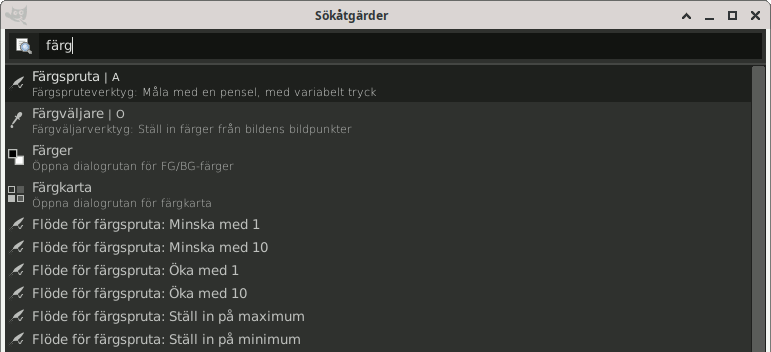 Sökåtgärder
färg
Färgspruta | A
Färgspruteverktyg: Måla med en pensel, med variabelt tryck
Färgväljare | O
Färgväljarverktyg: Ställ in färger från bildens bildpunkter
Färger
Öppna dialogrutan för FG/BG-färger
Färgkarta
Öppna dialogrutan för färgkarta
Flöde för färgspruta: Minska med 1
Flöde för färgspruta: Minska med 10
Flöde för färgspruta: Öka med 1
Flöde för färgspruta: Öka med 10
Flöde för färgspruta: Ställ in på maximum
Flöde för färgspruta: Ställ in på minimum